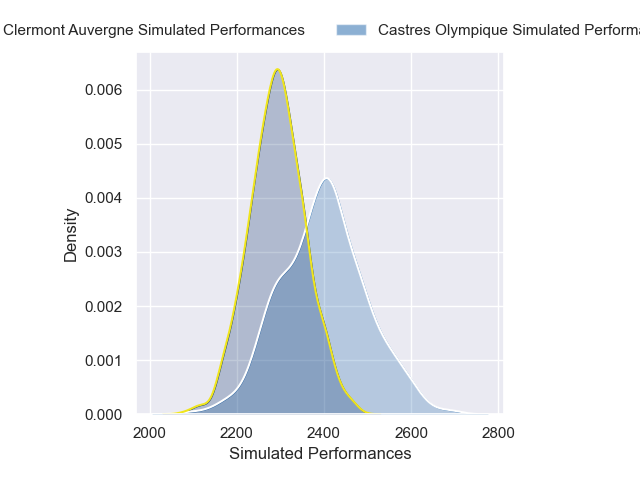 Clermont Auvergne Simulated Performances
Castres Olympique Simulated Perform
0.006
0.005
0.004
0.003
0.002
0.001
0.000
Density
2000 2200 2400 2600 2800
Simulated Performances